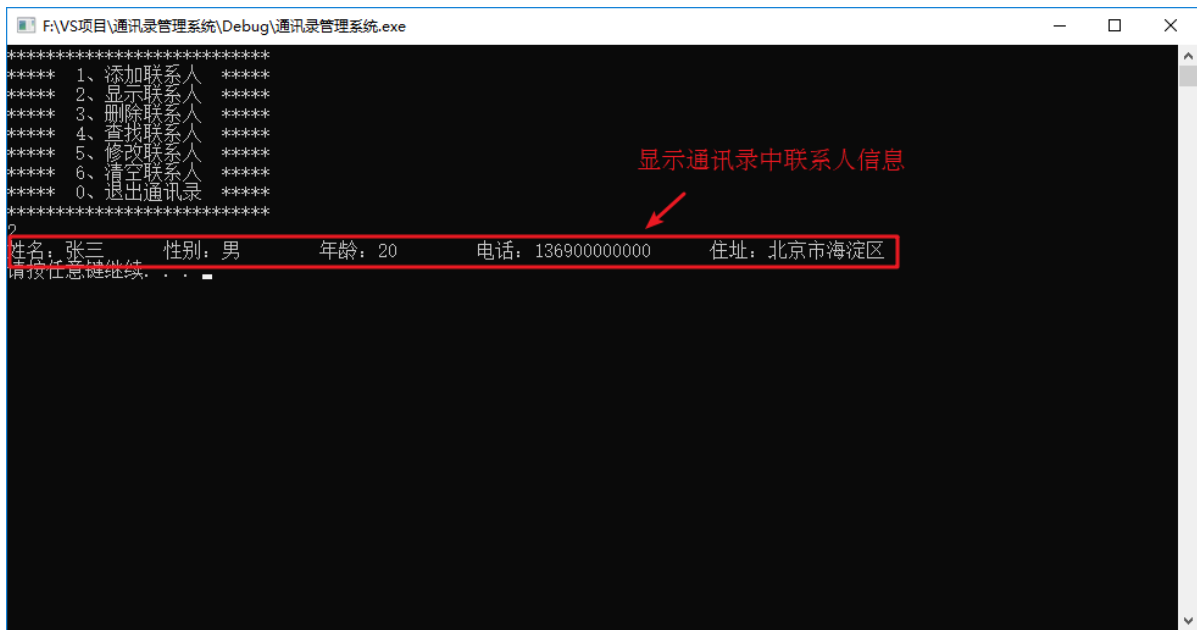 F:\VS项目\通讯录管理系统\Debug\通讯录管理系统.exe
***************************
***** 1、添加联系人 *****
***** 2、显示联系人 *****
***** 3、删除联系人 *****
***** 4、查找联系人 *****
***** 5、修改联系人 *****
***** 6、清空联系人 *****
***** 0、退出通讯录 *****
***************************
显示通讯录中联系人信息
2
姓名：张三 性别：男 年龄：20 电话：136900000000 住址：北京市海淀区
请按任意键继续. . .